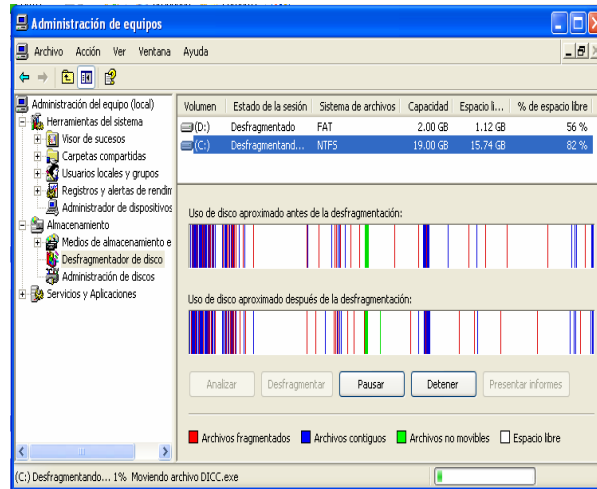 Administración de equipos
Archivo Acción Ver Ventana Ayuda
Administración del equipo (local)
Herramientas del sistema
Visor de sucesos
Carpetas compartidas
Usuarios locales y grupos
Registros y alertas de rendim
Administrador de dispositivos
Almacenamiento
Medios de almacenamiento e
Desfragmentador de disco
Administración de discos
Servicios y Aplicaciones
Volumen Estado de la sesión Sistema de archivos Capacidad Espacio li... % de espacio libre
(D:) Desfragmentado FAT 2.00 GB 1.12 GB 56 %
(C:) Desfragmentand... NTFS 19.00 GB 15.74 GB 82 %
Uso de disco aproximado antes de la desfragmentación:
Uso de disco aproximado después de la desfragmentación:
Analizar Desfragmentar Pausar Detener Presentar informes
Archivos fragmentados Archivos contiguos Archivos no movibles Espacio libre
(C:) Desfragmentando... 1% Moviendo archivo DICC.exe